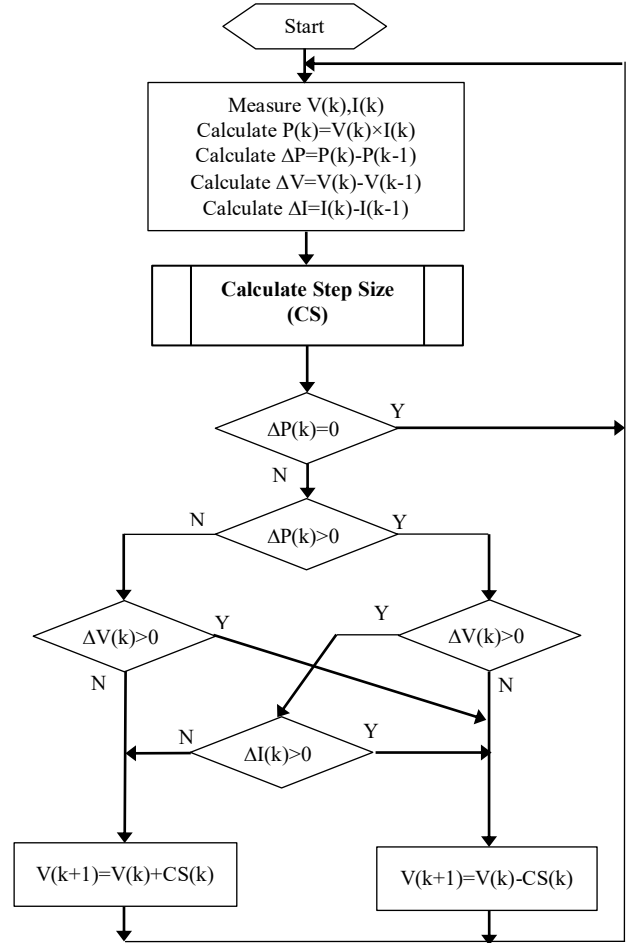 Start
Measure V(k),I(k)
Calculate P(k)=V(k)×I(k)
Calculate ΔP=P(k)-P(k-1)
Calculate ΔV=V(k)-V(k-1)
Calculate ΔI=I(k)-I(k-1)
Calculate Step Size
(CS)
ΔP(k)=0
Y
N
ΔP(k)>0
N
Y
ΔV(k)>0
Y
N
ΔV(k)>0
Y
N
ΔI(k)>0
N
Y
V(k+1)=V(k)+CS(k)
V(k+1)=V(k)-CS(k)